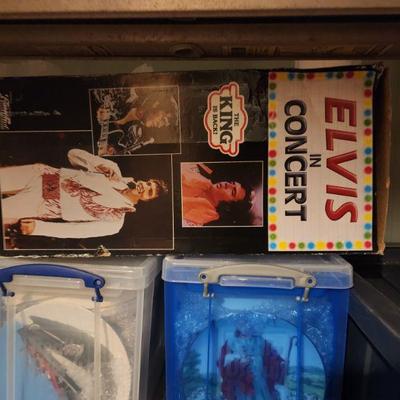 ELVIS
IN
CONCERT
THE
KING
IS BACK!